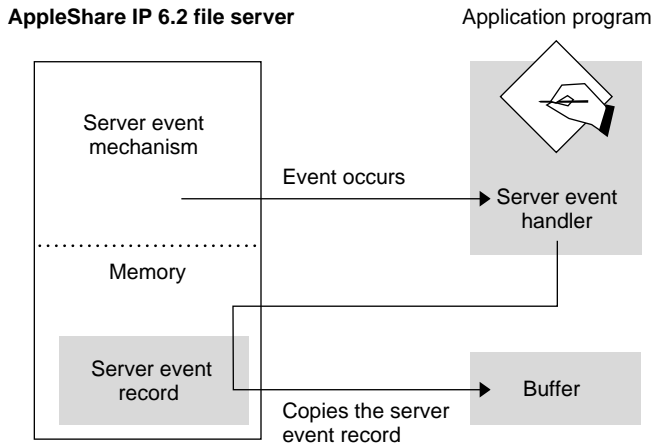 AppleShare IP 6.2 file server
Application program
Server event
mechanism
Event occurs
Server event
handler
Memory
Server event
record
Buffer
Copies the server
event record